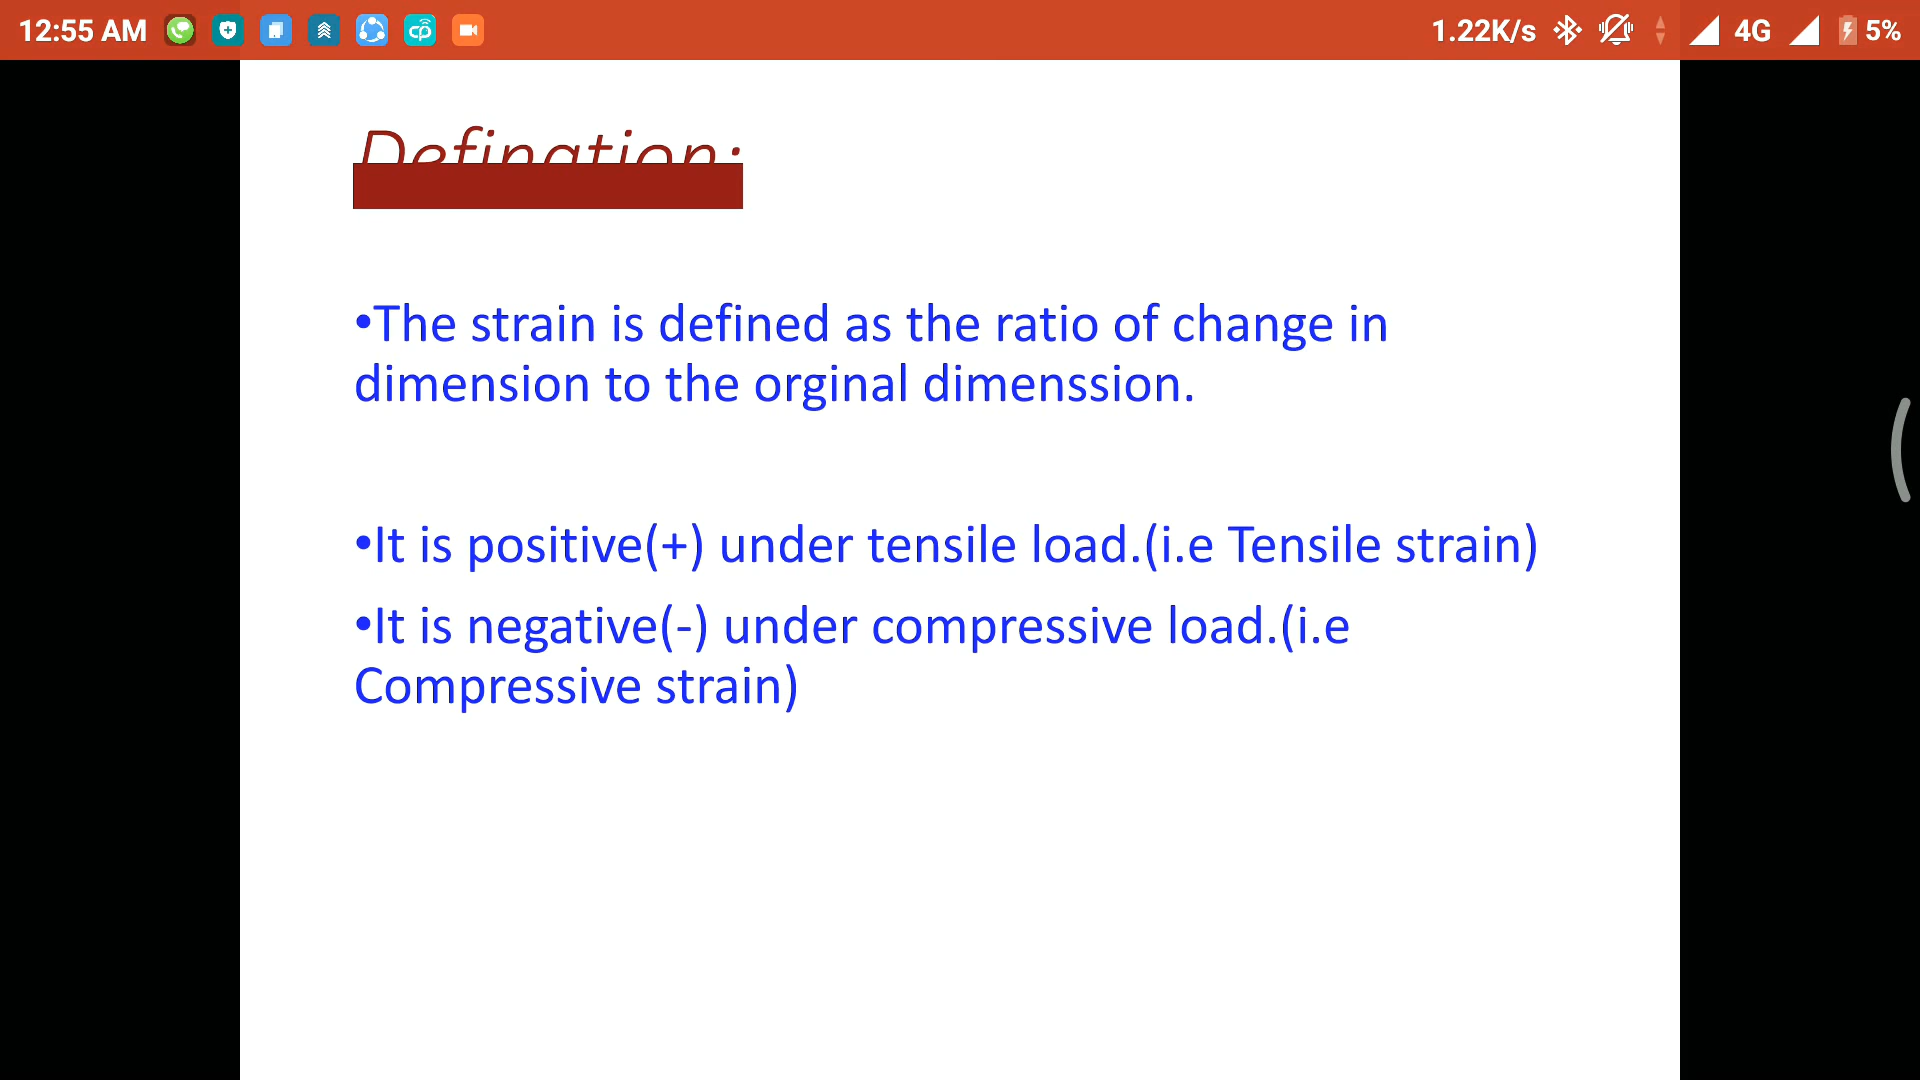 12:55 AM
1.22K/s 4G 5%
Defination:
•The strain is defined as the ratio of change in
dimension to the orginal dimenssion.
•It is positive(+) under tensile load.(i.e Tensile strain)
•It is negative(-) under compressive load.(i.e
Compressive strain)